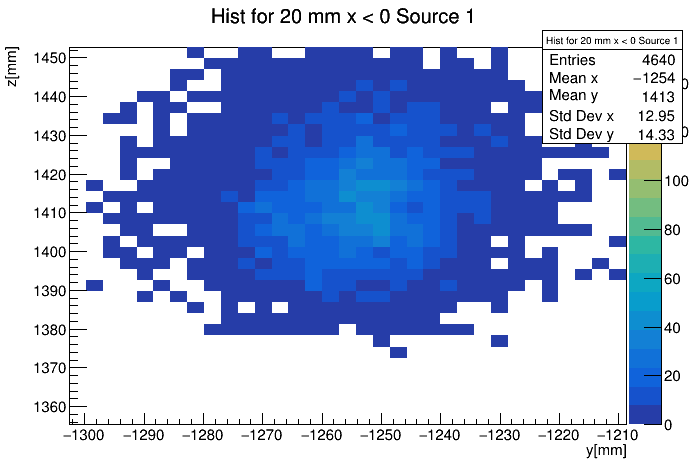 Hist for 20 mm x < 0 Source 1
Hist for 20 mm x < 0 Source 1
Entries 4640
Mean x −1254
Mean y 1413
Std Dev x 12.95
Std Dev y 14.33
z[mm]
1450
1440
1430
1420
1410
1400
1390
1380
1370
1360
−1300 −1290 −1280 −1270 −1260 −1250 −1240 −1230 −1220 −1210
y[mm]
100
80
60
40
20
0